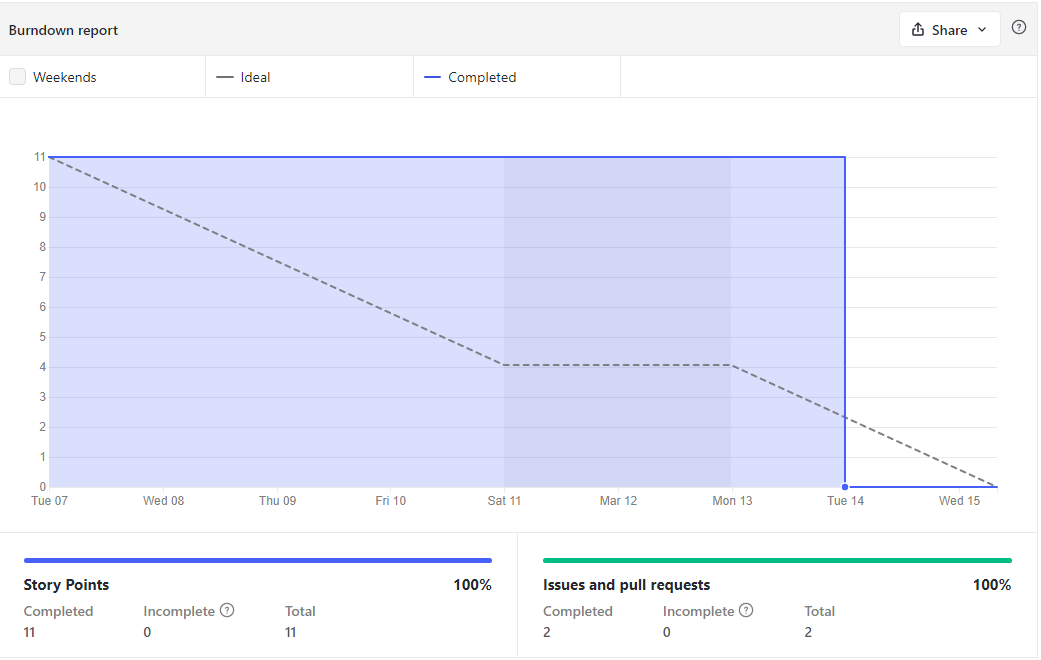 Burndown report
Share
Weekends
Ideal
Completed
11
10
9
8
7
6
5
4
3
2
1
0
Tue 07 Wed 08 Thu 09 Fri 10 Sat 11 Mar 12 Mon 13 Tue 14 Wed 15
Story Points 100%
Completed Incomplete ? Total
11 0 11
Issues and pull requests 100%
Completed Incomplete ? Total
2 0 2